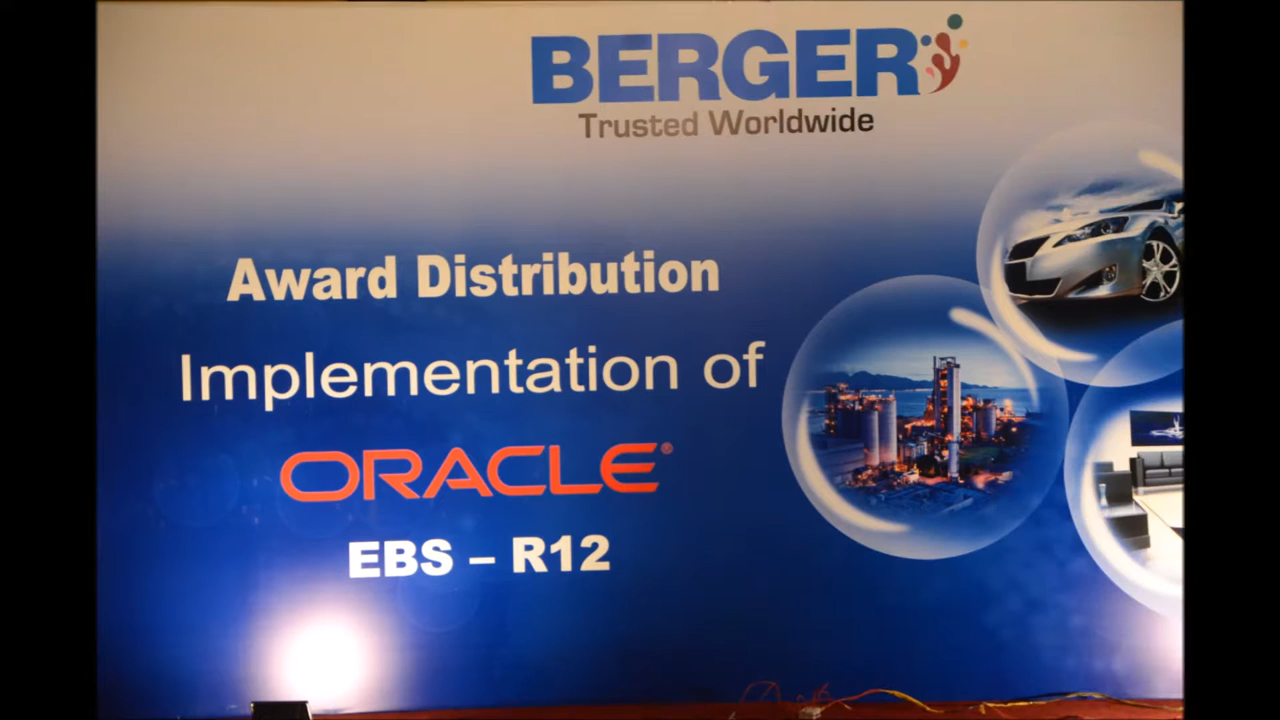 BERGER
Trusted Worldwide
Award Distribution
Implementation of
ORACLE®
EBS – R12